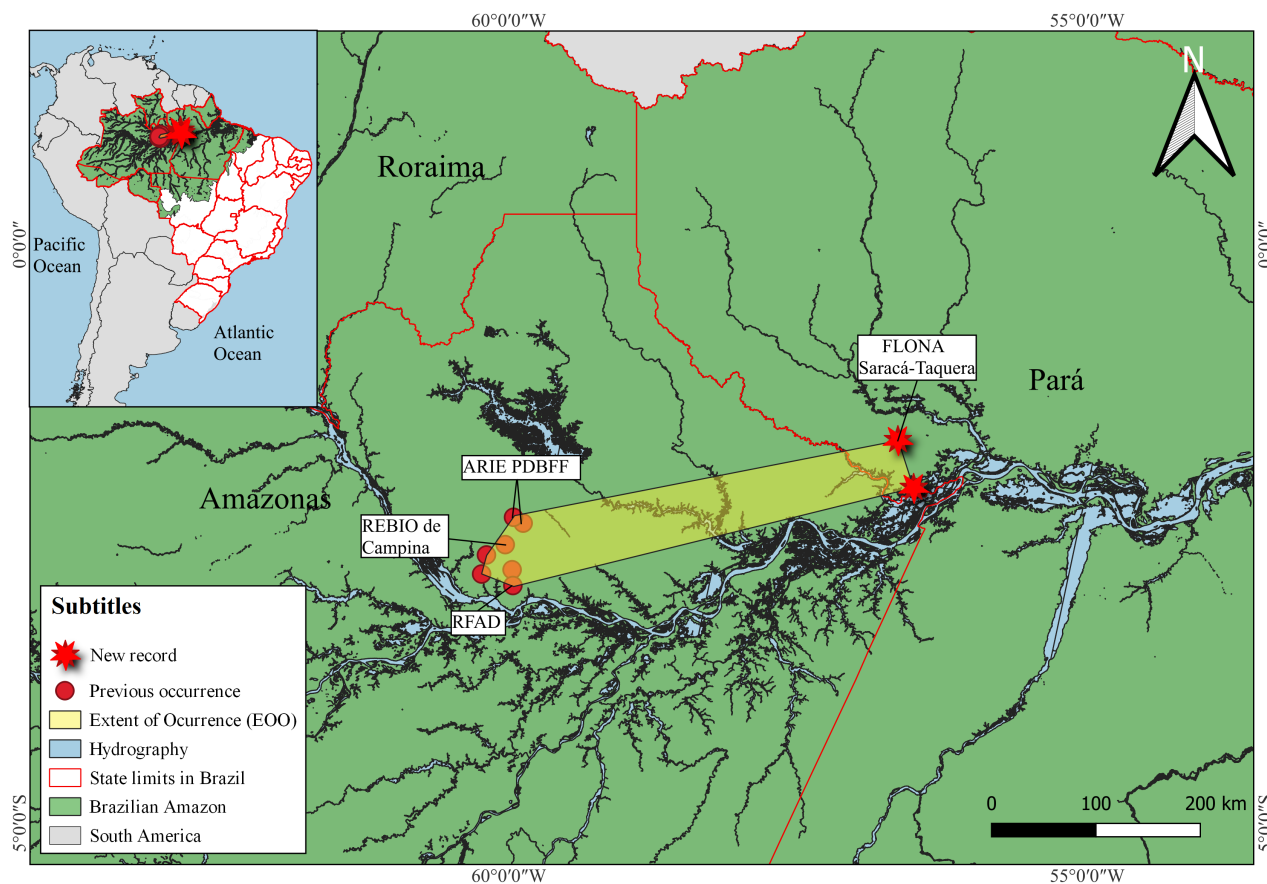 60°0'0"W
55°0'0"W
N
Roraima
0°0'0"
0°0'0"
Pacific
Ocean
Atlantic
Ocean
FLONA
Saracá-Taquera
Pará
ARIE PDBFF
Amazonas
REBIO de
Campina
RFAD
Subtitles
New record
Previous occurrence
Extent of Ocurrence (EOO)
Hydrography
State limits in Brazil
Brazilian Amazon
South America
0
100
200 km
5°0'0"S
5°0'0"S
60°0'0"W
55°0'0"W